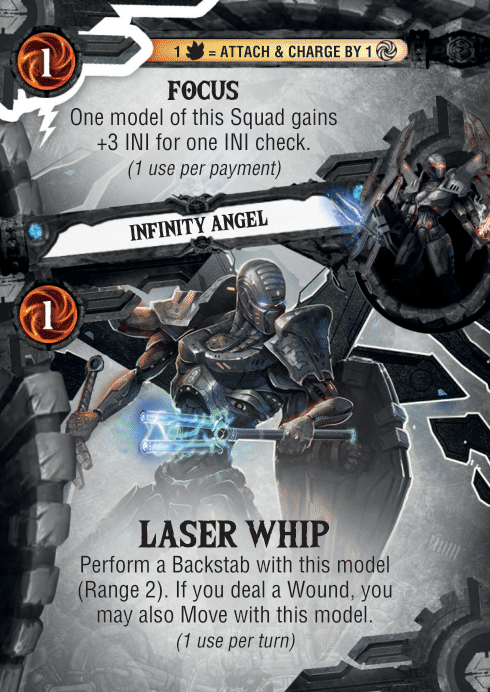 1
1 = ATTACH & CHARGE BY 1
FOCUS
One model of this Squad gains
+3 INI for one INI check.
(1 use per payment)
INFINITY ANGEL
1
LASER WHIP
Perform a Backstab with this model
(Range 2). If you deal a Wound, you
may also Move with this model.
(1 use per turn)